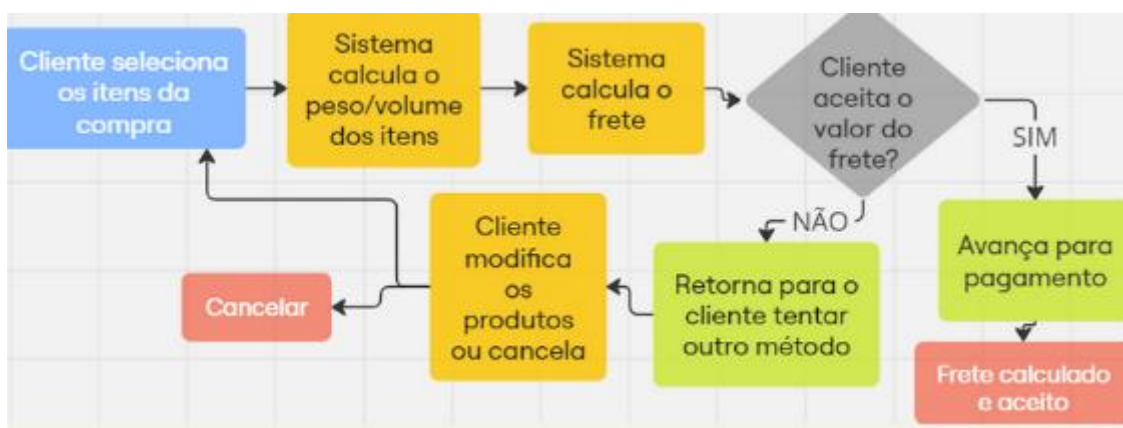 Cliente seleciona
os itens da
compra
Sistema
calcula o
peso/volume
dos itens
Sistema
calcula o
frete
Cliente
aceita o
valor do
frete?
SIM
NÃO
Avança para
pagamento
Frete calculado
e aceito
Retorna para o
cliente tentar
outro método
Cliente
modifica
os
produtos
ou cancela
Cancelar